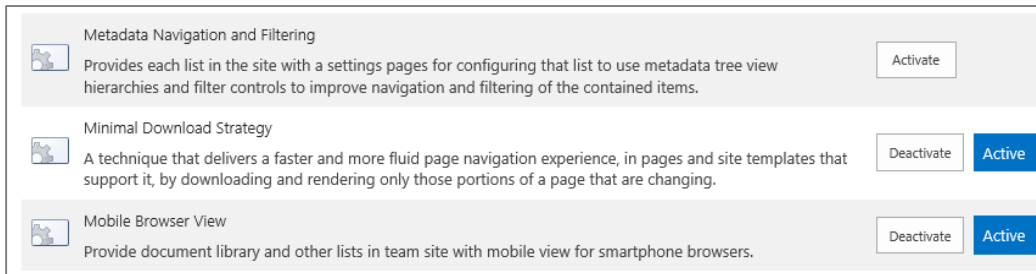 Metadata Navigation and Filtering
Provides each list in the site with a settings pages for configuring that list to use metadata tree view
hierarchies and filter controls to improve navigation and filtering of the contained items.
Activate
Minimal Download Strategy
A technique that delivers a faster and more fluid page navigation experience, in pages and site templates that
support it, by downloading and rendering only those portions of a page that are changing.
Deactivate Active
Mobile Browser View
Provide document library and other lists in team site with mobile view for smartphone browsers.
Deactivate Active